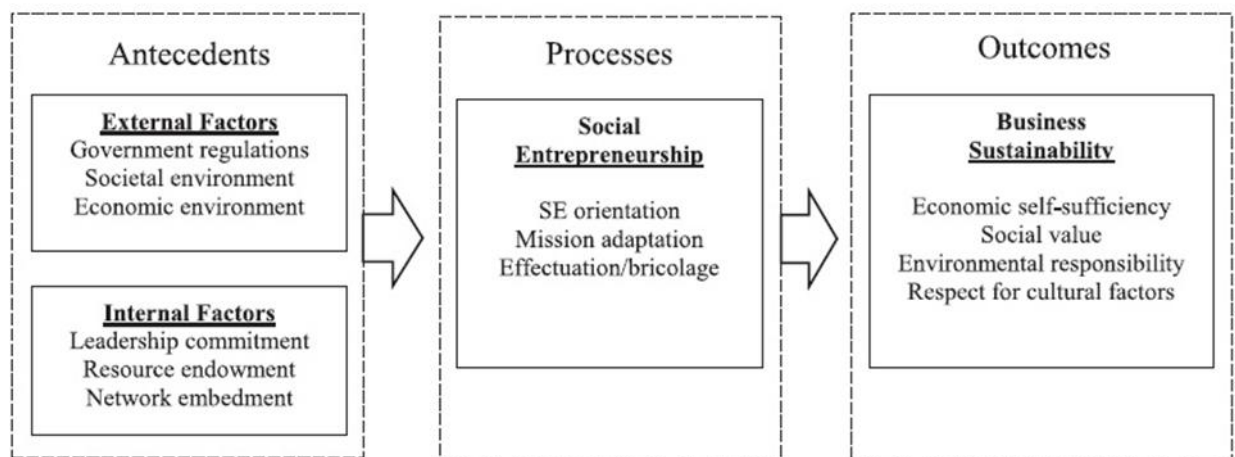 Antecedents
External Factors
Government regulations
Societal environment
Economic environment
Internal Factors
Leadership commitment
Resource endowment
Network embedment
Processes
Social
Entrepreneurship
SE orientation
Mission adaptation
Effectuation/bricolage
Outcomes
Business
Sustainability
Economic self-sufficiency
Social value
Environmental responsibility
Respect for cultural factors